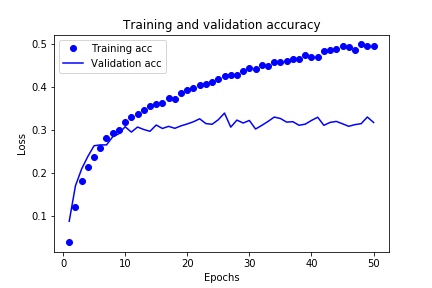 Training and validation accuracy
Training acc
Validation acc
Loss
0.5
0.4
0.3
0.2
0.1
0 10 20 30 40 50
Epochs